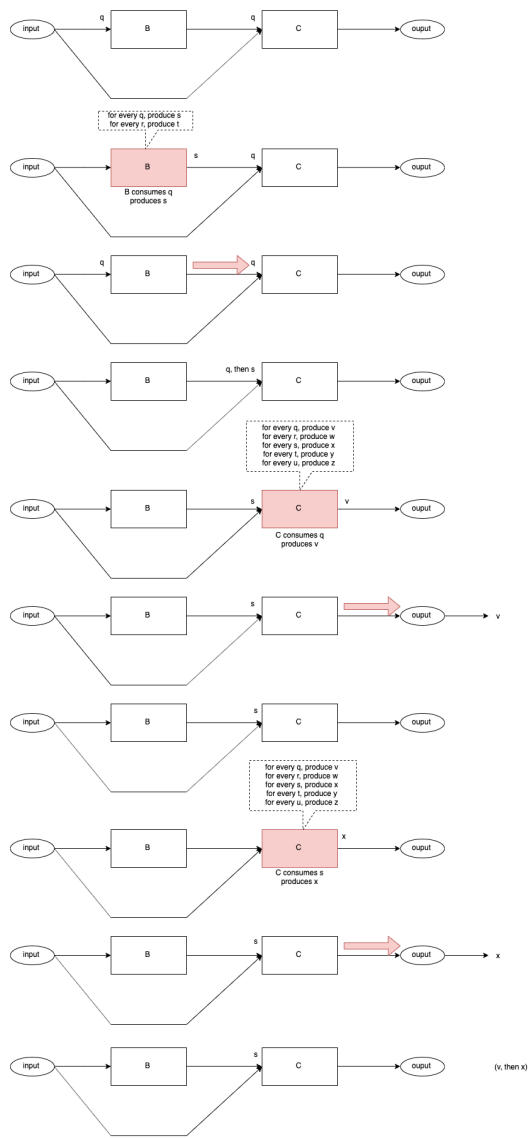 q
q
input
B
C
ouput
for every q, produce s
for every r, produce t
s
q
input
B
C
ouput
B consumes q
produces s
q
q
input
B
C
ouput
q, then s
input
B
C
ouput
for every q, produce v
for every r, produce w
for every s, produce x
for every t, produce y
for every u, produce z
s
v
input
B
C
ouput
C consumes q
produces v
s
input
B
C
ouput
v
s
input
B
C
ouput
for every q, produce v
for every r, produce w
for every s, produce x
for every t, produce y
for every u, produce z
x
input
B
C
ouput
C consumes s
produces x
s
input
B
C
ouput
x
s
input
B
C
ouput
(v, then x)